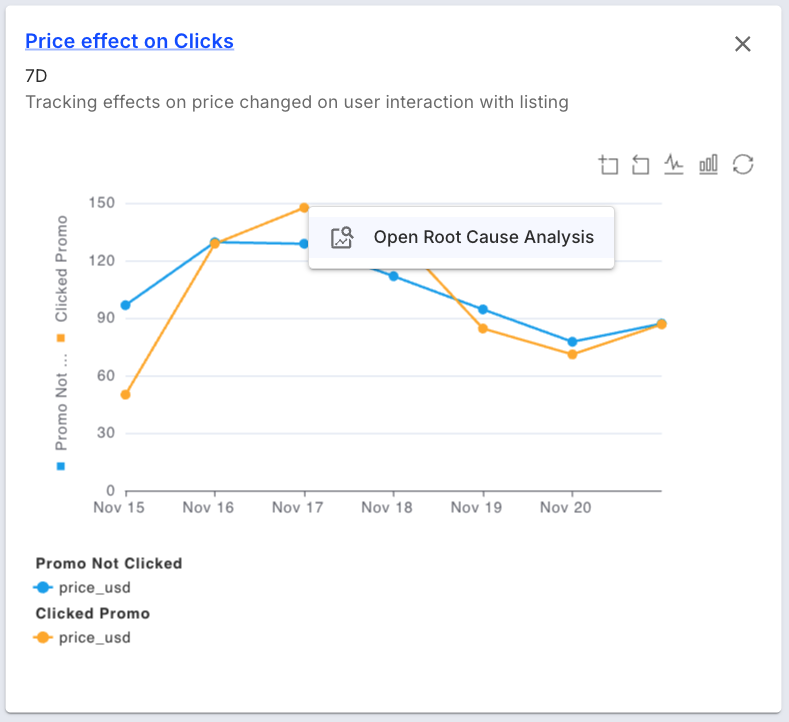 Price effect on Clicks
7D
Tracking effects on price changed on user interaction with listing
Clicked Promo
Promo Not ...
150
120
90
60
30
0
Open Root Cause Analysis
Nov 15 Nov 16 Nov 17 Nov 18 Nov 19 Nov 20
Promo Not Clicked
price_usd
Clicked Promo
price_usd